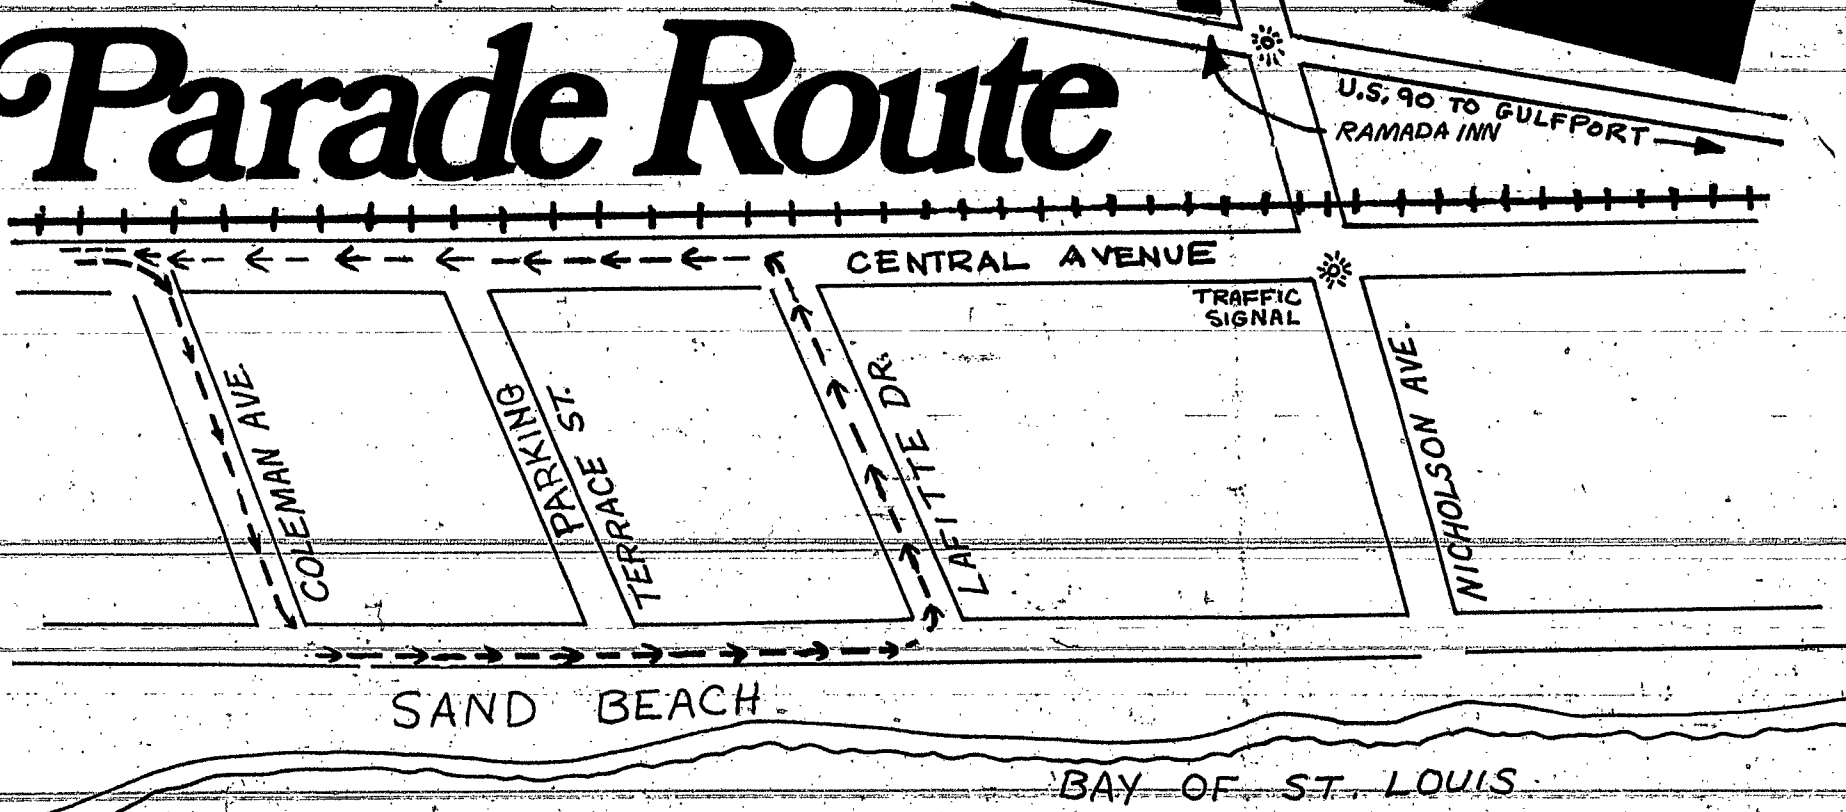 Parade Route
U.S. 90 TO GULFPORT
RAMADA INN
CENTRAL AVENUE
TRAFFIC
SIGNAL
COLEMAN AVE.
PARKING
TERRACE ST.
LAFITTE DR.
NICHOLSON AVE.
SAND BEACH
BAY OF ST. LOUIS